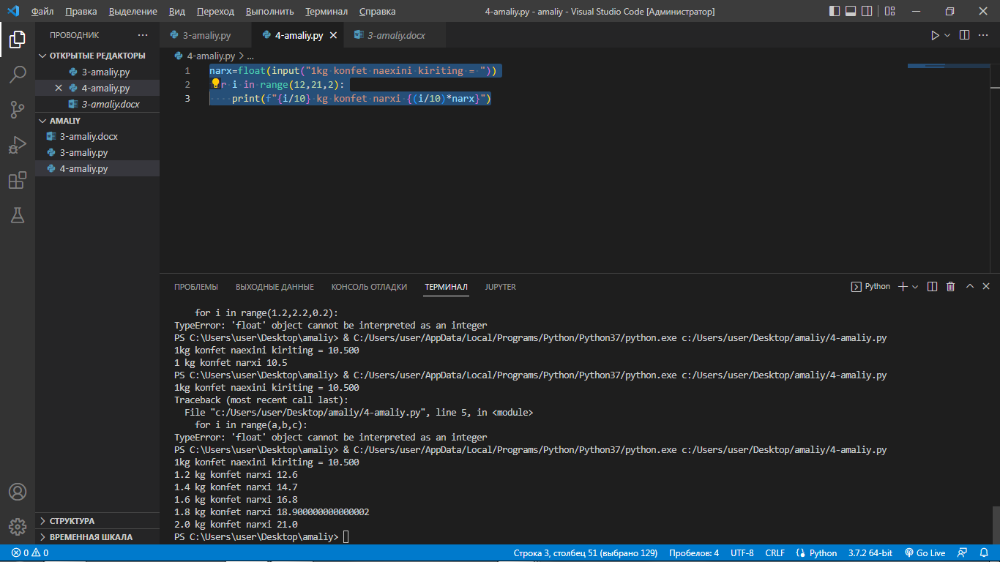 Файл Правка Выделение Вид Переход Выполнить Терминал Справка 4-amaliy.py - amaliy - Visual Studio Code [Администратор]
ПРОВОДНИК ...
ОТКРЫТЫЕ РЕДАКТОРЫ
3-amaliy.py
4-amaliy.py
3-amaliy.docx
AMALIY
3-amaliy.docx
3-amaliy.py
4-amaliy.py
СТРУКТУРА
ВРЕМЕННАЯ ШКАЛА
3-amaliy.py 4-amaliy.py 3-amaliy.docx
4-amaliy.py > ...
1 narx=float(input("1kg konfet naexini kiriting = "))
2 r i in range(12,21,2):
3 print(f"{i/10} kg konfet narxi {(i/10)*narx}")
ПРОБЛЕМЫ ВЫХОДНЫЕ ДАННЫЕ КОНСОЛЬ ОТЛАДКИ ТЕРМИНАЛ JUPYTER Python
for i in range(1.2,2.2,0.2):
TypeError: 'float' object cannot be interpreted as an integer
PS C:\Users\user\Desktop\amaliy> & C:/Users/user/AppData/Local/Programs/Python/Python37/python.exe c:/Users/user/Desktop/amaliy/4-amaliy.py
1kg konfet naexini kiriting = 10.500
1 kg konfet narxi 10.5
PS C:\Users\user\Desktop\amaliy> & C:/Users/user/AppData/Local/Programs/Python/Python37/python.exe c:/Users/user/Desktop/amaliy/4-amaliy.py
1kg konfet naexini kiriting = 10.500
Traceback (most recent call last):
File "c:/Users/user/Desktop/amaliy/4-amaliy.py", line 5, in <module>
for i in range(a,b,c):
TypeError: 'float' object cannot be interpreted as an integer
PS C:\Users\user\Desktop\amaliy> & C:/Users/user/AppData/Local/Programs/Python/Python37/python.exe c:/Users/user/Desktop/amaliy/4-amaliy.py
1kg konfet naexini kiriting = 10.500
1.2 kg konfet narxi 12.6
1.4 kg konfet narxi 14.7
1.6 kg konfet narxi 16.8
1.8 kg konfet narxi 18.900000000000002
2.0 kg konfet narxi 21.0
PS C:\Users\user\Desktop\amaliy>
0 0 Строка 3, столбец 51 (выбрано 129) Пробелов: 4 UTF-8 CRLF Python 3.7.2 64-bit Go Live